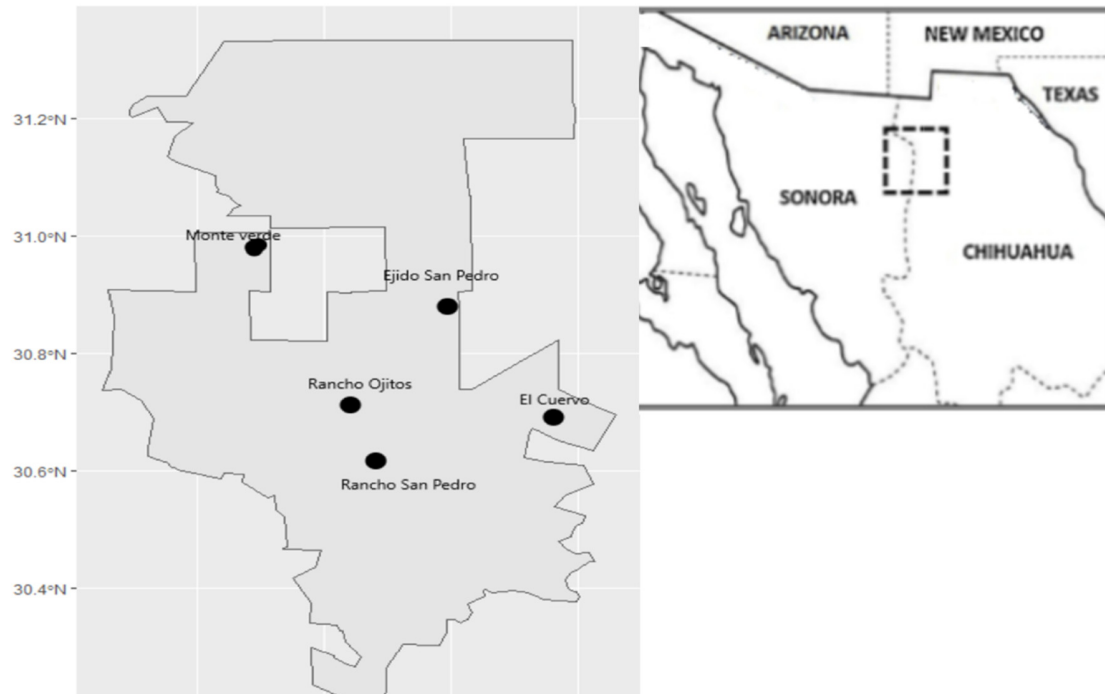 31.2°N
31.0°N
30.8°N
30.6°N
30.4°N
Monte verde
Ejido San Pedro
Rancho Ojitos
El Cuervo
Rancho San Pedro
ARIZONA
NEW MEXICO
TEXAS
SONORA
CHIHUAHUA